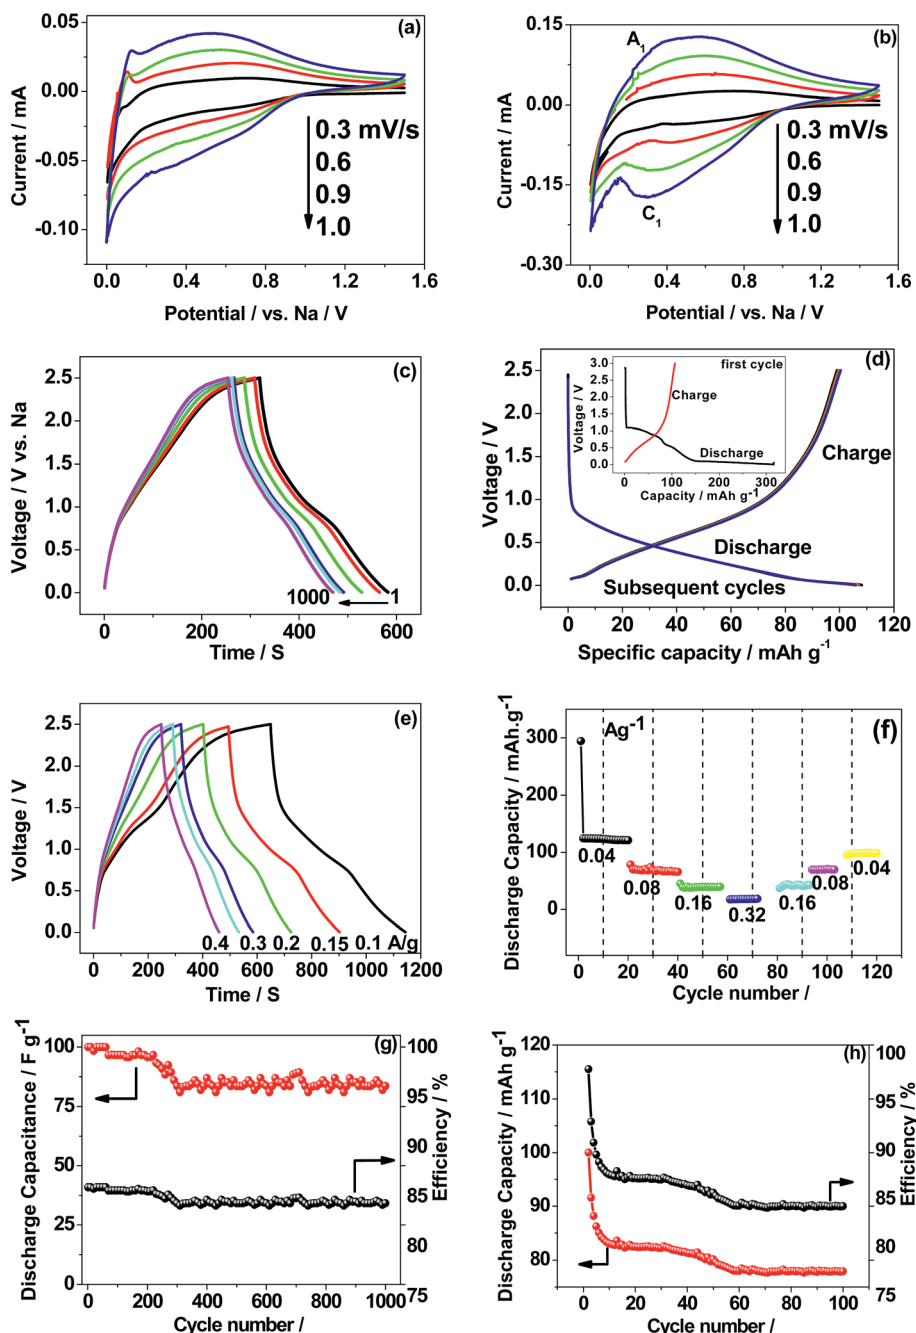 (a)
0.05
0.00
-0.05
-0.10
Current / mA
0.3 mV/s
0.6
0.9
1.0
0.0 0.4 0.8 1.2 1.6
Potential / vs. Na / V
(b)
0.15
0.00
-0.15
-0.30
Current / mA
A1
C1
0.3 mV/s
0.6
0.9
1.0
0.0 0.4 0.8 1.2 1.6
Potential / vs. Na / V
(c)
2.5
2.0
1.5
1.0
0.5
0.0
Voltage / V vs. Na
1000 1
0 200 400 600
Time / S
(d)
2.5
2.0
1.5
1.0
0.5
0.0
Voltage / V
first cycle
3.0
2.5
2.0
1.5
1.0
0.5
0.0
Voltage / V
Charge
Discharge
0 100 200 300
Capacity / mAh g-1
Charge
Discharge
Subsequent cycles
0 20 40 60 80 100 120
Specific capacity / mAh g-1
(e)
2.5
2.0
1.5
1.0
0.5
0.0
Voltage / V
0.4 0.3 0.2 0.15 0.1 A/g
0 200 400 600 800 1000 1200
Time / S
(f)
Ag-1
300
200
100
0
Discharge Capacity / mAh.g-1
0.04
0.08
0.16
0.32
0.16
0.08
0.04
0 20 40 60 80 100 120
Cycle number /
(g)
100
75
50
25
0
Discharge Capacitance / F g-1
100
95
90
85
80
75
Efficiency / %
0 200 400 600 800 1000
Cycle number /
(h)
120
115
110
100
90
80
Discharge Capacity / mAh g-1
100
95
90
85
80
75
Efficiency / %
0 20 40 60 80 100
Cycle number /